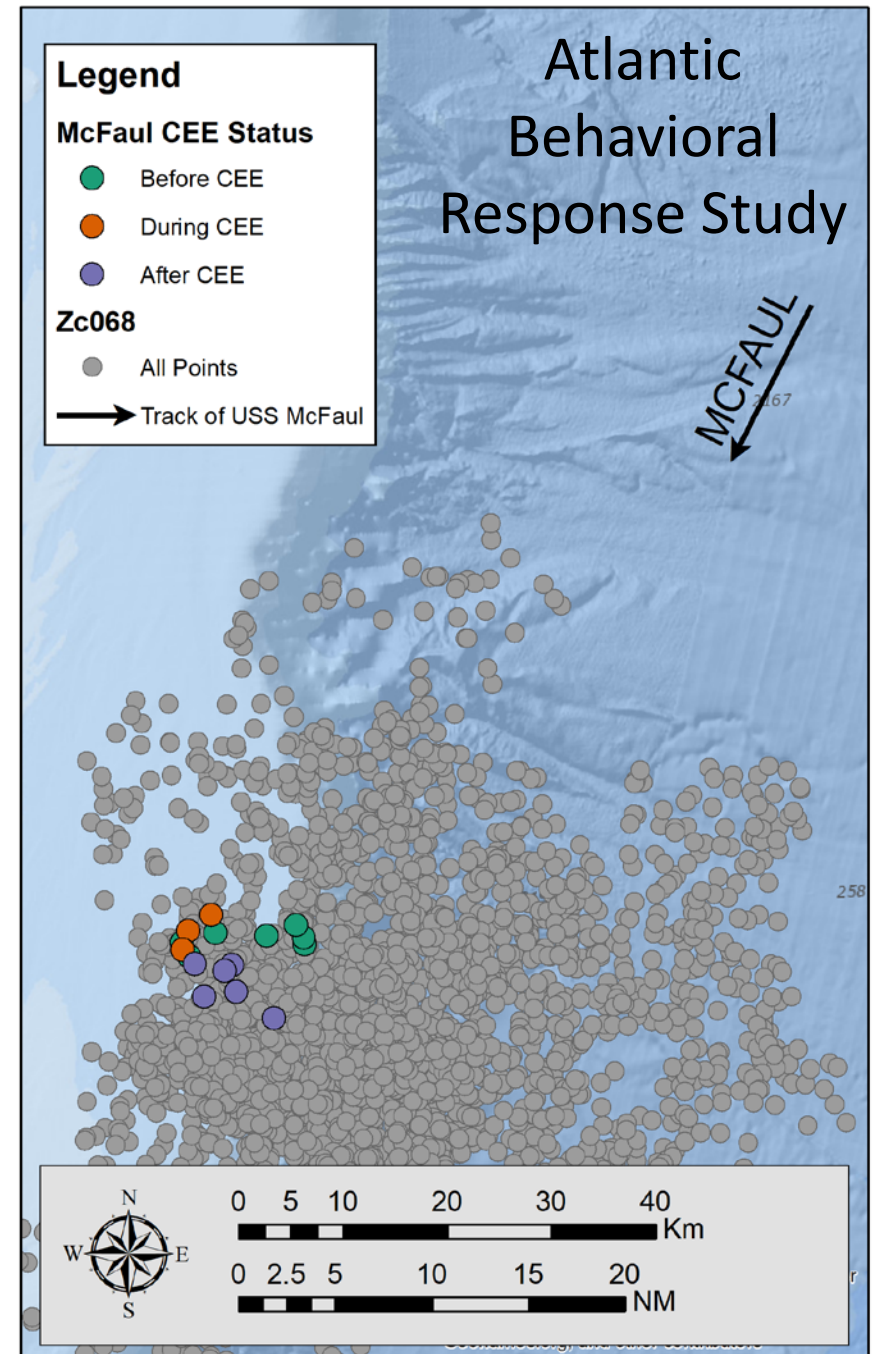 Atlantic
Behavioral
Response Study
Legend
McFaul CEE Status
Before CEE
During CEE
After CEE
Zc068
All Points
Track of USS McFaul
MCFAUL
2167
258
N
W
E
S
0 5 10 20 30 40
Km
0 2.5 5 10 15 20
NM